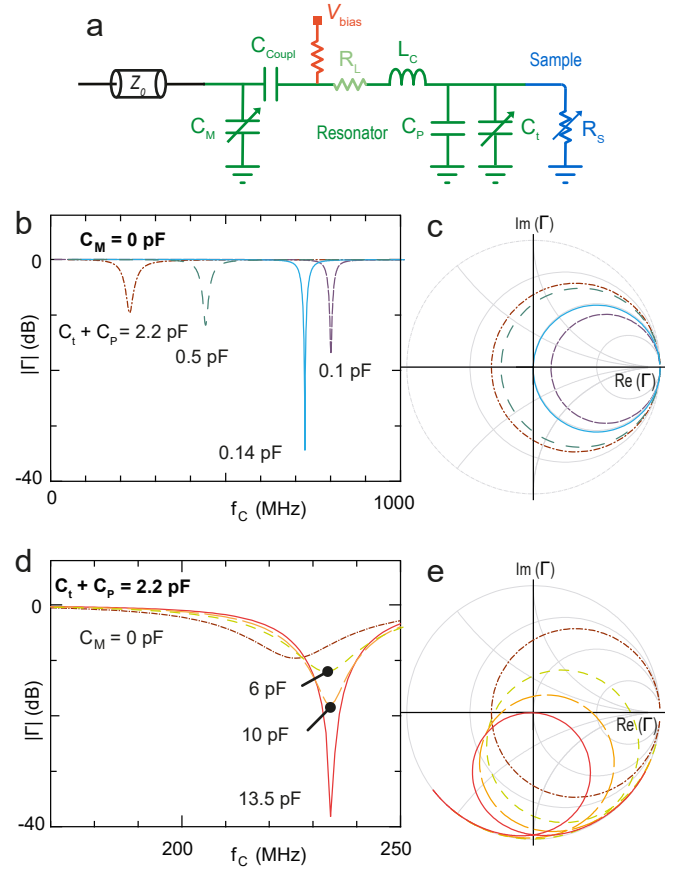 a
V_bias
C_Coupl
R_L
L_C
Sample
Z_0
C_M
Resonator
C_P
C_t
R_S
b
C_M = 0 pF
0
C_t + C_P = 2.2 pF
0.5 pF
0.1 pF
0.14 pF
-40
|Γ| (dB)
0
1000
f_C (MHz)
c
Im (Γ)
Re (Γ)
d
C_t + C_P = 2.2 pF
0
C_M = 0 pF
6 pF
10 pF
13.5 pF
-40
|Γ| (dB)
200
250
f_C (MHz)
e
Im (Γ)
Re (Γ)